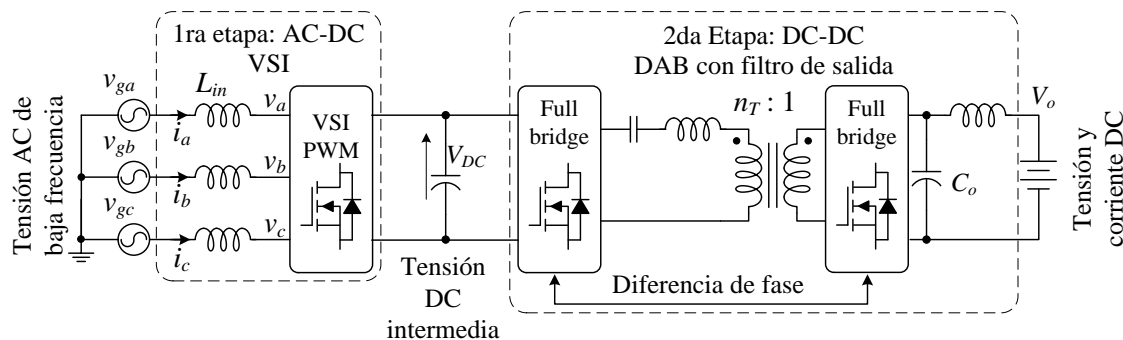 1ra etapa: AC-DC
VSI
2da Etapa: DC-DC
DAB con filtro de salida
Tensión AC de
baja frecuencia
v_ga
v_gb
v_gc
L_in
i_a
i_b
i_c
v_a
v_b
v_c
VSI
PWM
V_DC
Tensión
DC
intermedia
Full
bridge
n_T : 1
Full
bridge
Diferencia de fase
C_o
V_o
Tensión y
corriente DC